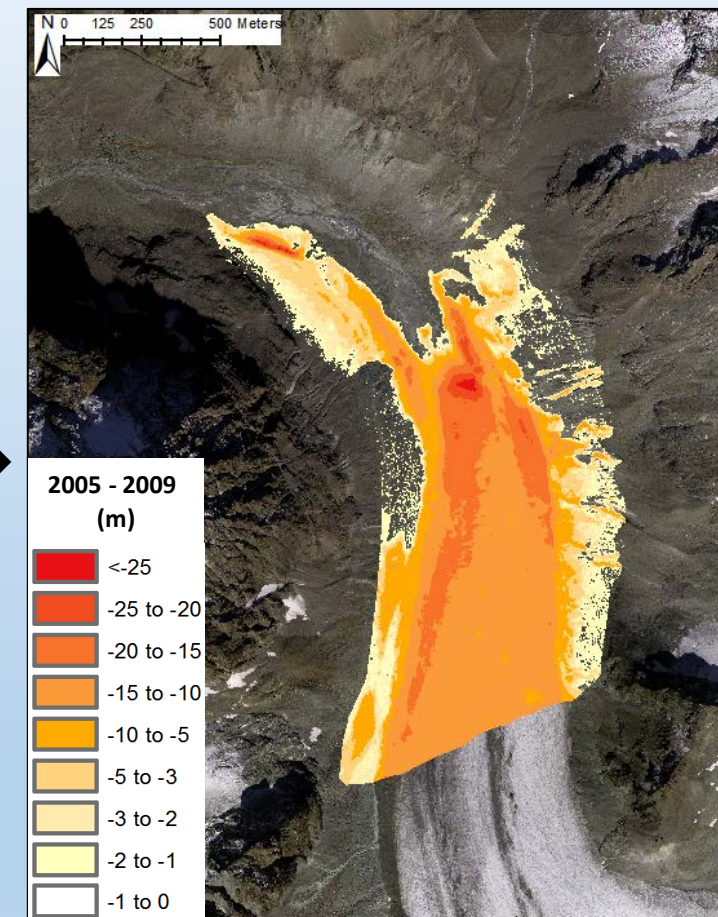 N 0 125 250 500 Meters
2005 - 2009
(m)
<-25
-25 to -20
-20 to -15
-15 to -10
-10 to -5
-5 to -3
-3 to -2
-2 to -1
-1 to 0